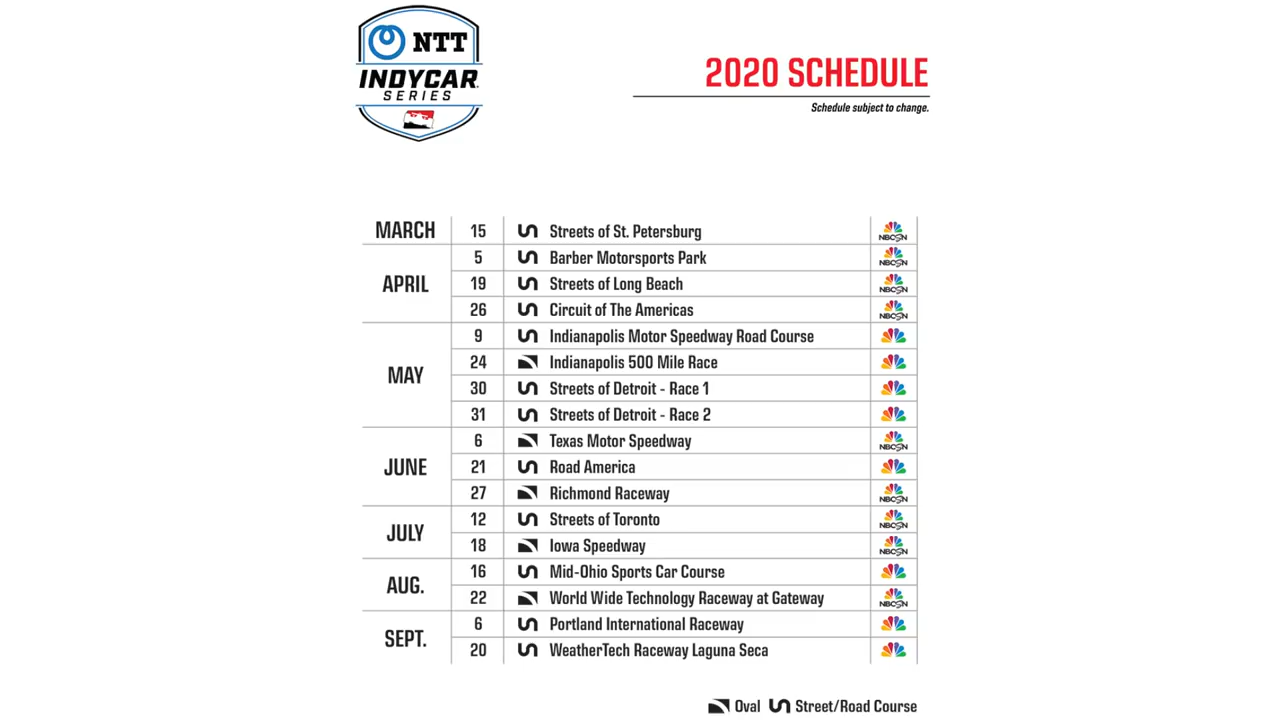 NTT
INDYCAR
SERIES
2020 SCHEDULE
Schedule subject to change.
MARCH 15 Streets of St. Petersburg NBCSN
APRIL
5 Barber Motorsports Park NBCSN
19 Streets of Long Beach NBCSN
26 Circuit of The Americas NBCSN
MAY
9 Indianapolis Motor Speedway Road Course
24 Indianapolis 500 Mile Race
30 Streets of Detroit - Race 1
31 Streets of Detroit - Race 2
JUNE
6 Texas Motor Speedway NBCSN
21 Road America
27 Richmond Raceway NBCSN
JULY
12 Streets of Toronto NBCSN
18 Iowa Speedway NBCSN
AUG.
16 Mid-Ohio Sports Car Course
22 World Wide Technology Raceway at Gateway NBCSN
SEPT.
6 Portland International Raceway
20 WeatherTech Raceway Laguna Seca
Oval Street/Road Course